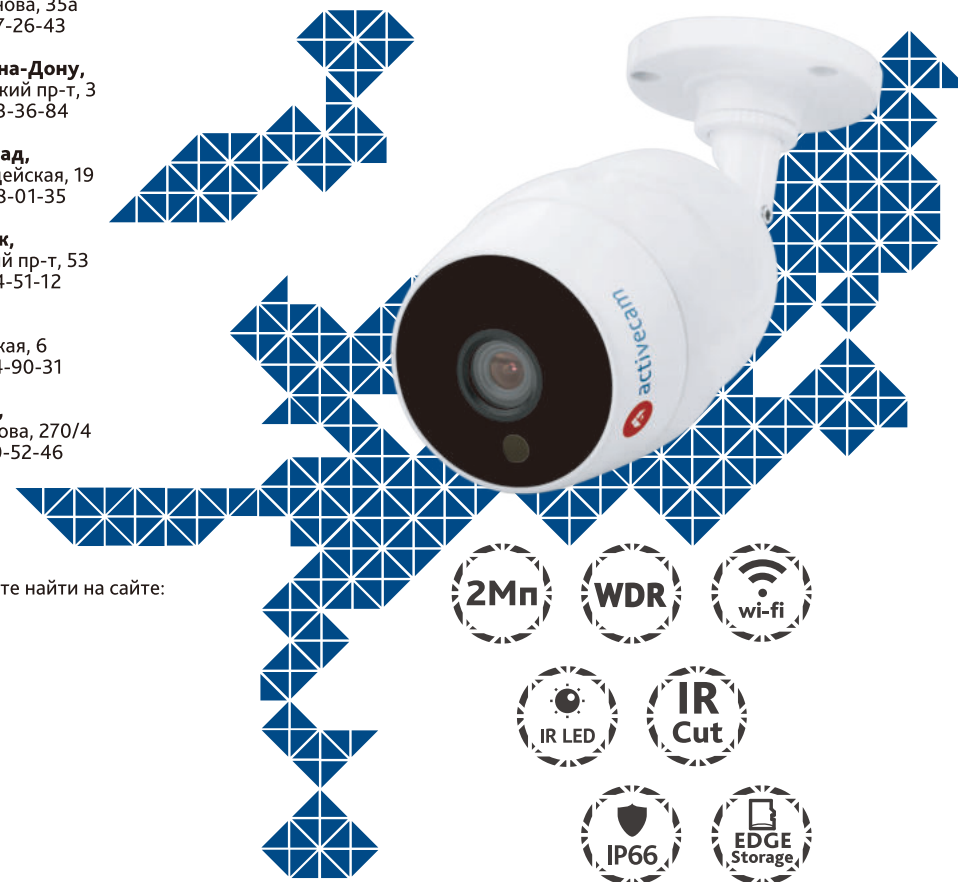 нова, 35а
7-26-43
на-Дону,
кий пр-т, 3
3-36-84
ад,
дейская, 19
3-01-35
к,
й пр-т, 53
4-51-12
кая, 6
4-90-31
ова, 270/4
9-52-46
те найти на сайте:
activecam
2Мп
WDR
wi-fi
IR LED
IR
Cut
IP66
EDGE
Storage